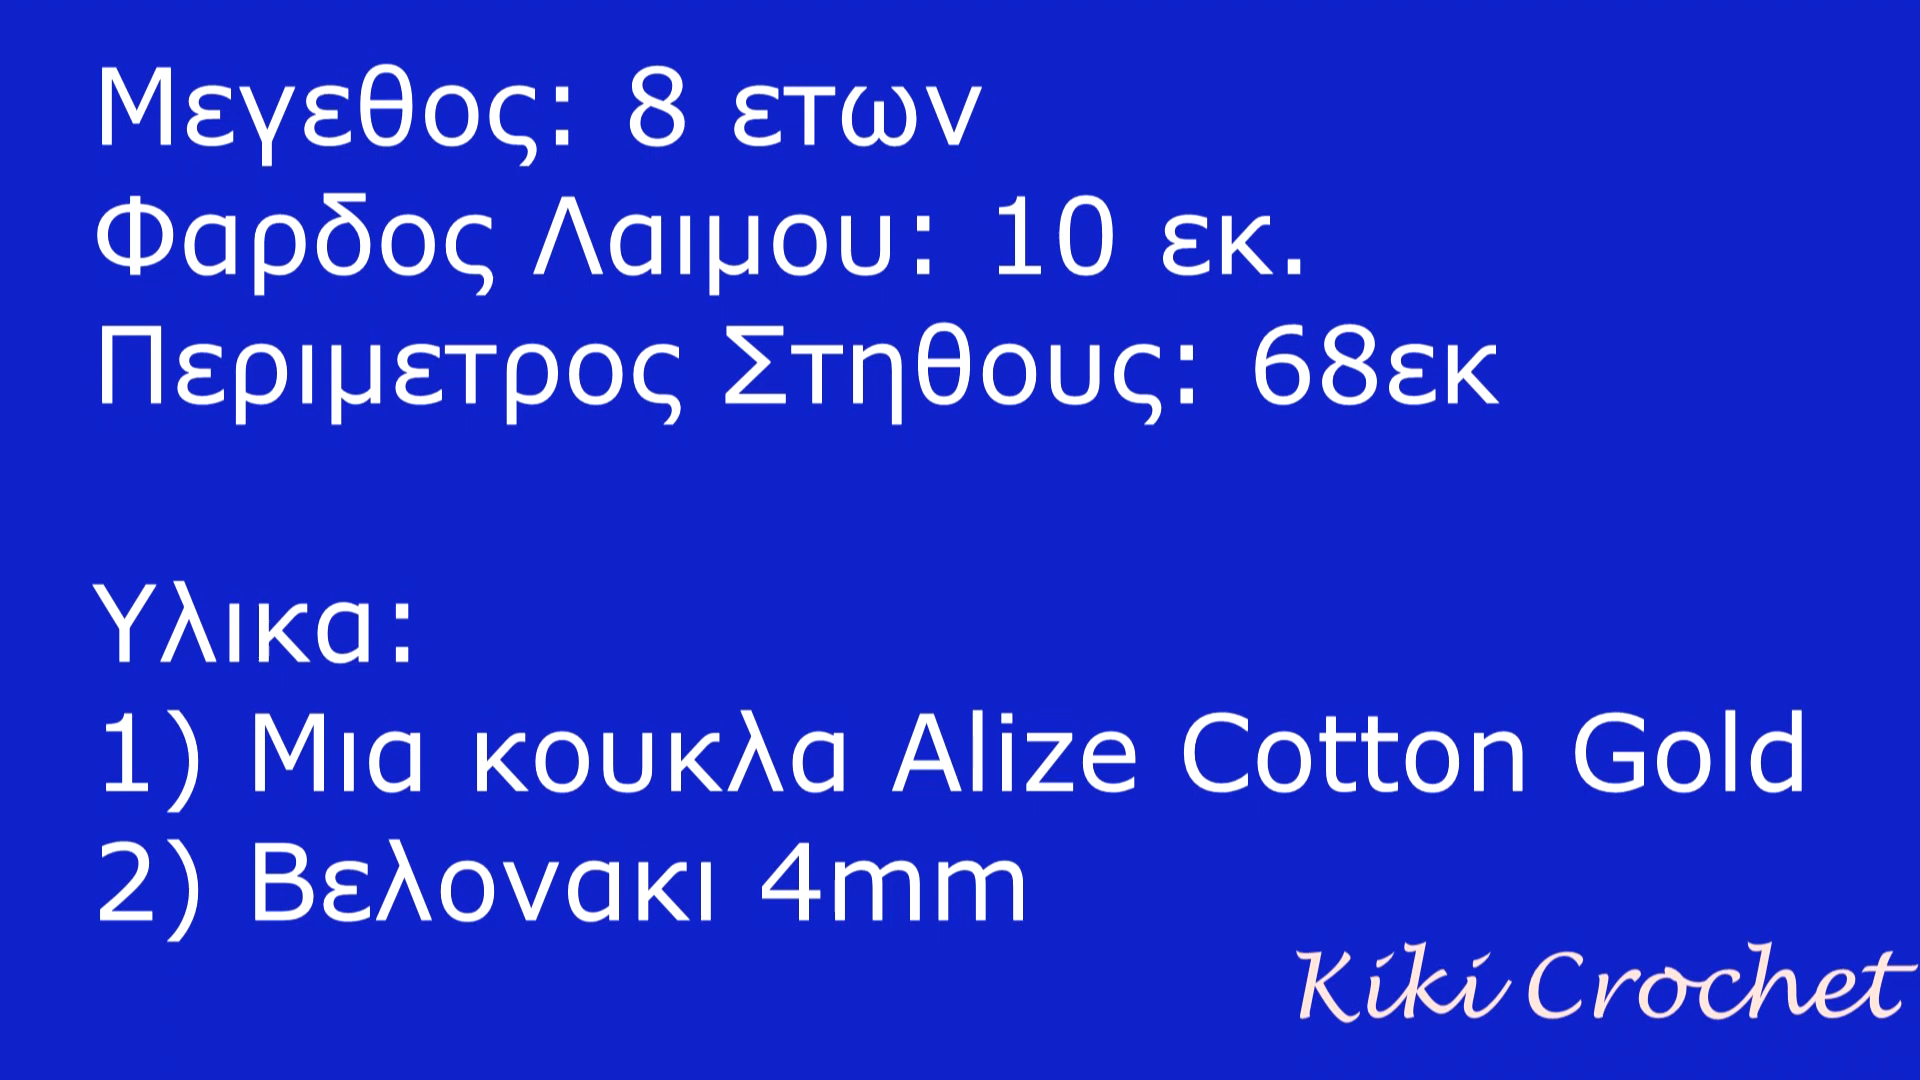 Μεγεθος: 8 ετων
Φαρδος Λαιμου: 10 εκ.
Περιμετρος Στηθους: 68εκ
Υλικα:
1) Μια κουκλα Alize Cotton Gold
2) Βελονακι 4mm
Kiki Crochet